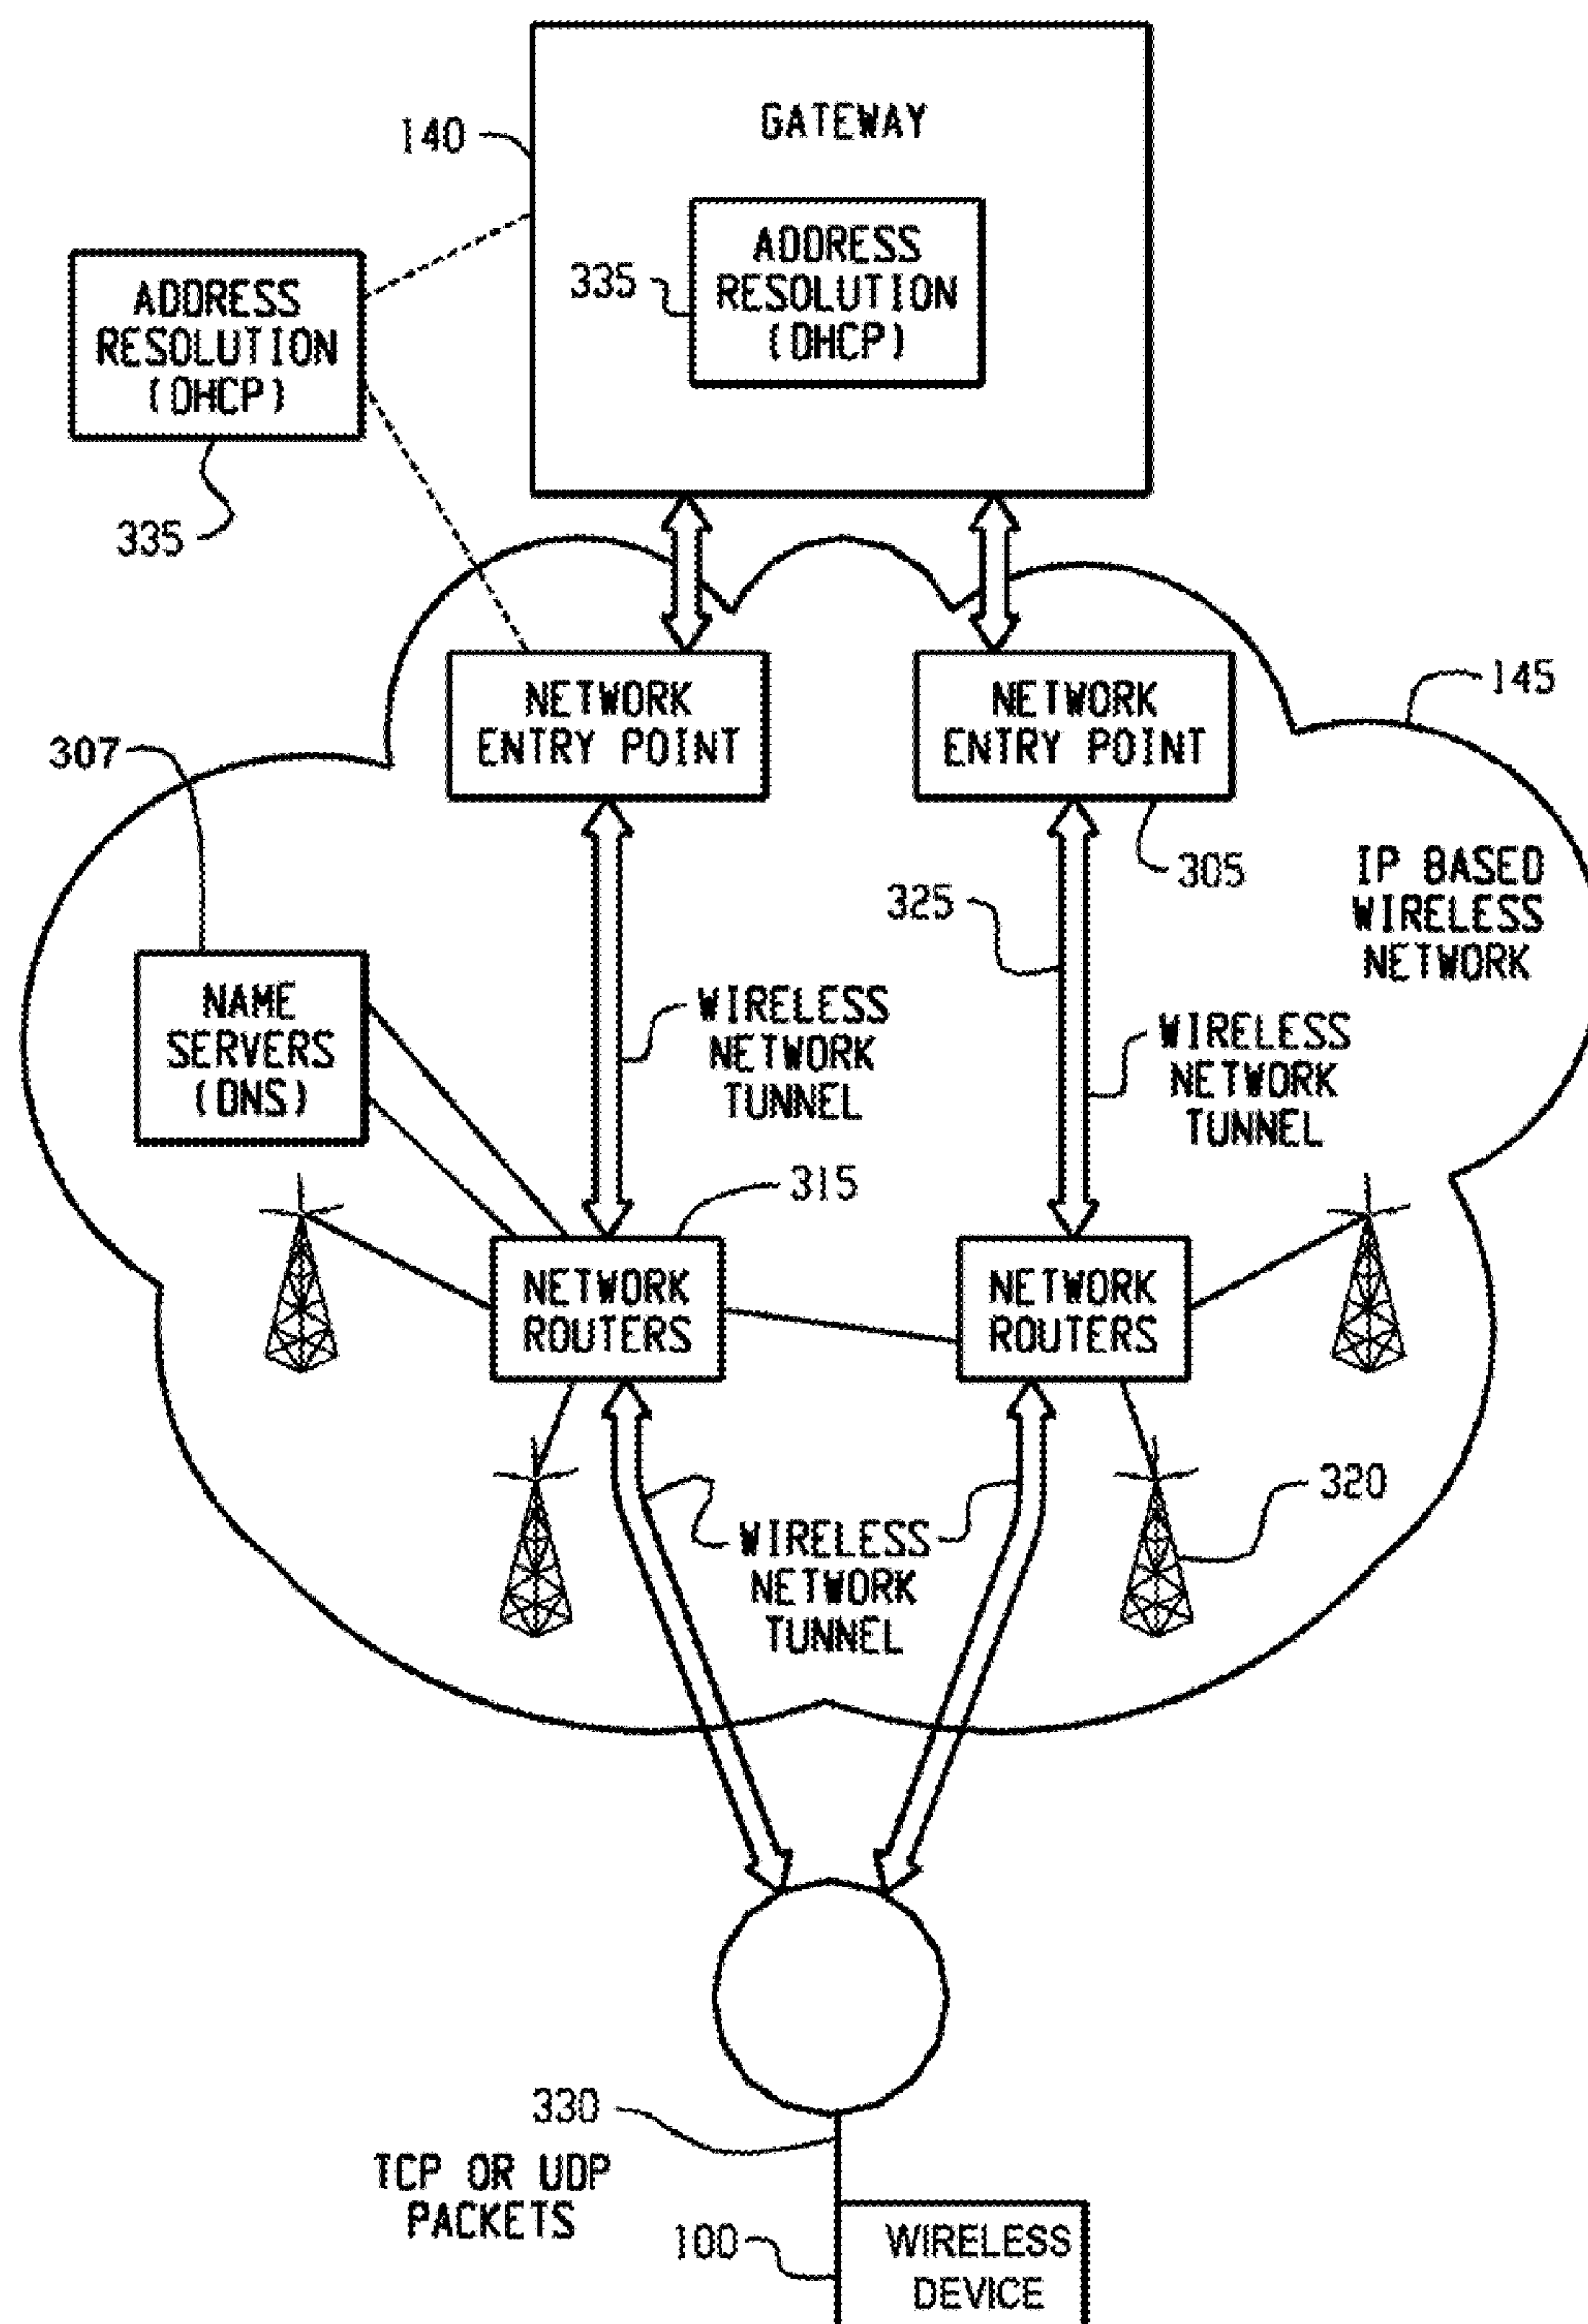 GATEWAY
140
ADDRESS
RESOLUTION
(DHCP)
335
ADDRESS
RESOLUTION
(DHCP)
335
NETWORK
ENTRY POINT
NETWORK
ENTRY POINT
145
307
305
325
IP BASED
WIRELESS
NETWORK
NAME
SERVERS
(DNS)
WIRELESS
NETWORK
TUNNEL
WIRELESS
NETWORK
TUNNEL
315
NETWORK
ROUTERS
NETWORK
ROUTERS
320
WIRELESS
NETWORK
TUNNEL
330
TCP OR UDP
PACKETS
100
WIRELESS
DEVICE